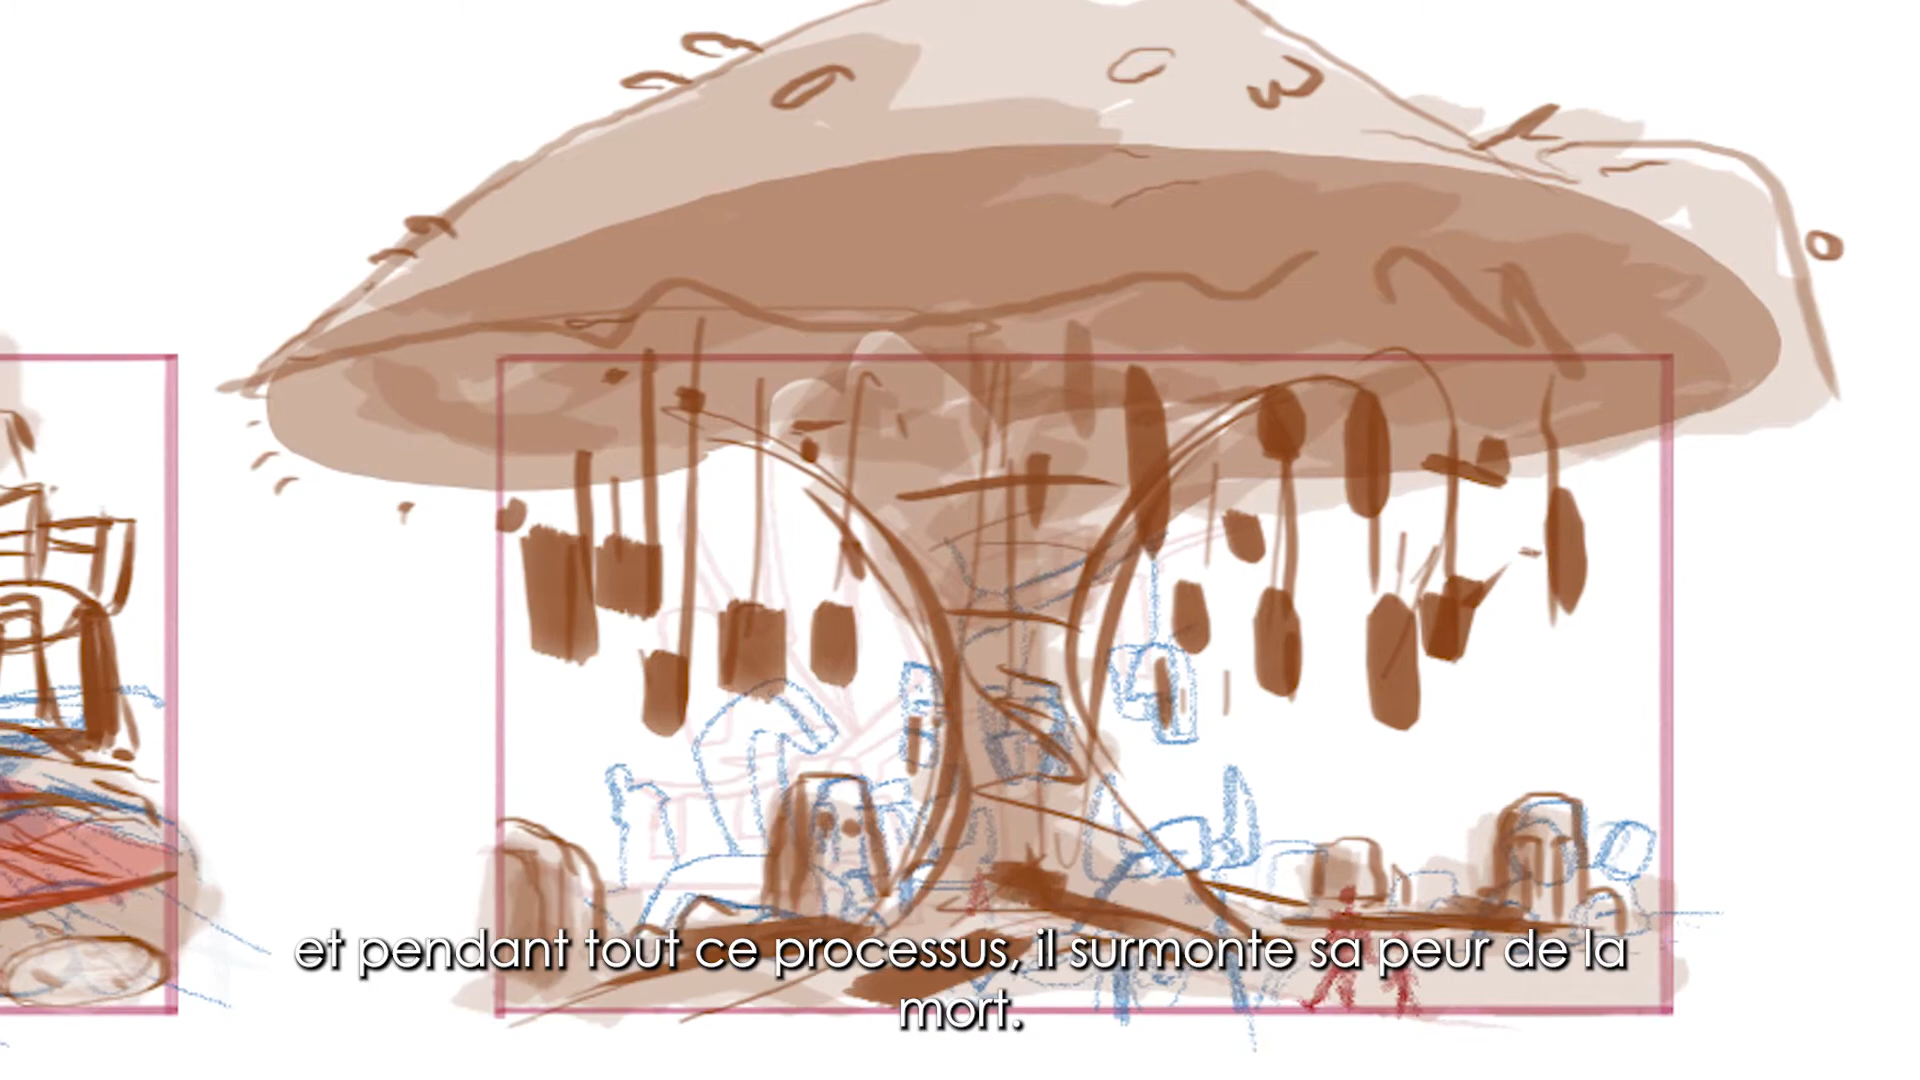 et pendant tout ce processus, il surmonte sa peur de la
mort.